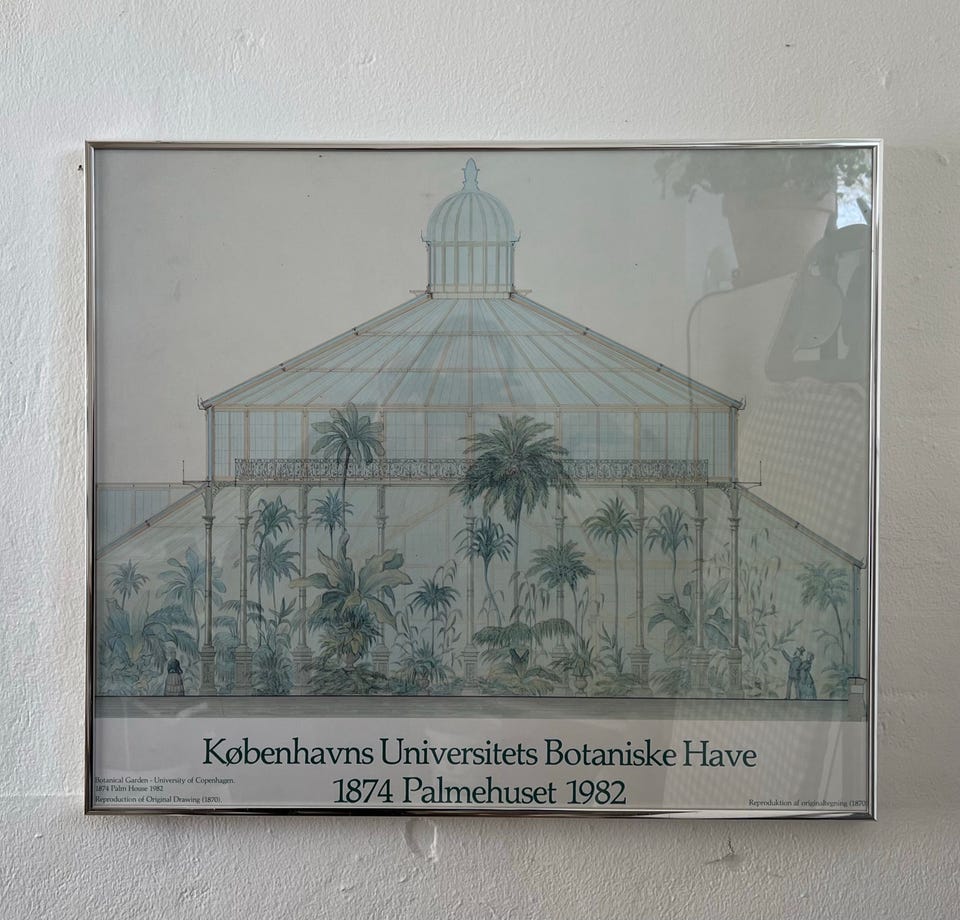 Københavns Universitets Botaniske Have
1874 Palmehuset 1982
Botanical Garden - University of Copenhagen.
1874 Palm House 1982
Reproduction of Original Drawing (1870).
Reproduktion af originaltegning (1870